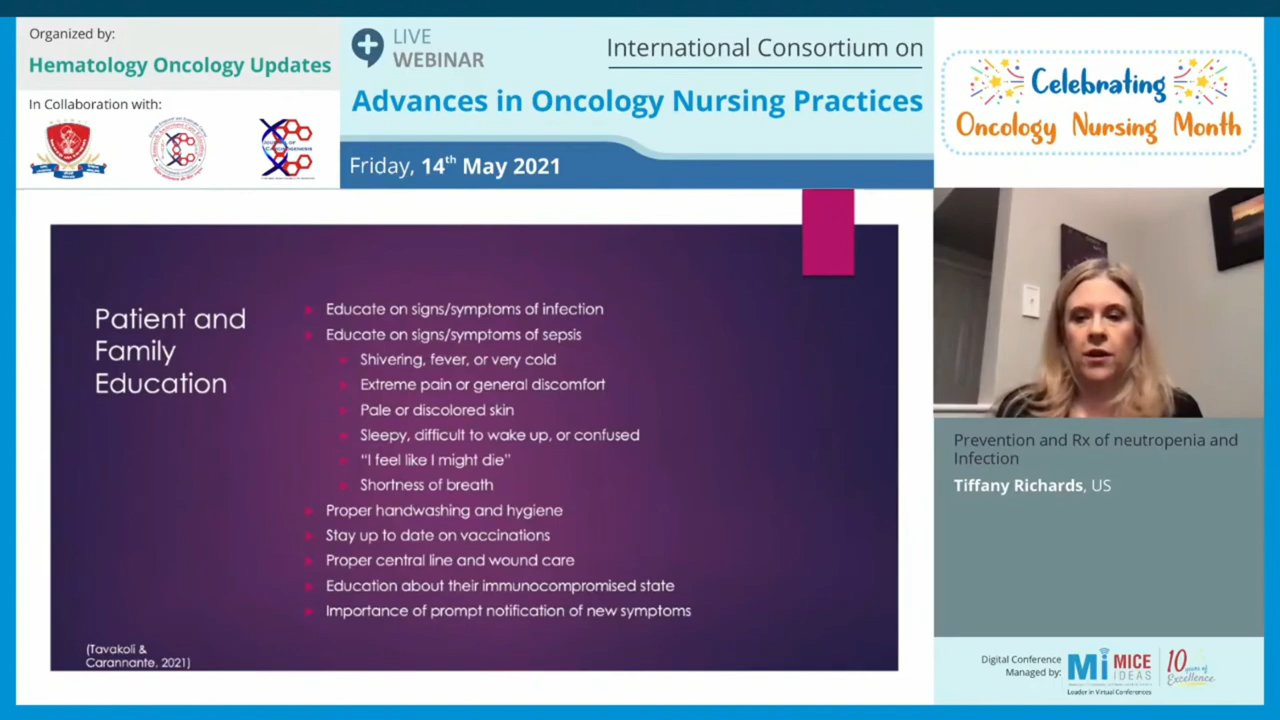 Organized by:
Hematology Oncology Updates
In Collaboration with:
LIVE
WEBINAR
International Consortium on
Advances in Oncology Nursing Practices
Friday, 14th May 2021
Celebrating
Oncology Nursing Month
Patient and
Family
Education
Educate on signs/symptoms of infection
Educate on signs/symptoms of sepsis
Shivering, fever, or very cold
Extreme pain or general discomfort
Pale or discolored skin
Sleepy, difficult to wake up, or confused
“I feel like I might die”
Shortness of breath
Proper handwashing and hygiene
Stay up to date on vaccinations
Proper central line and wound care
Education about their immunocompromised state
Importance of prompt notification of new symptoms
(Tavakoli &
Carannante, 2021)
Prevention and Rx of neutropenia and
Infection
Tiffany Richards, US
Digital Conference
Managed by:
Mi MICE
IDEAS
Leader in Virtual Conferences
10 years of
Excellence